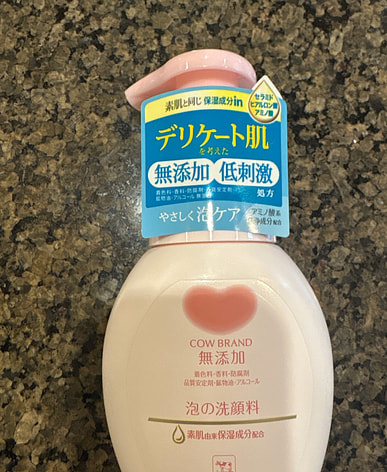 素肌と同じ保湿成分in
セラミド
ヒアルロン酸
アミノ酸
デリケート肌
を考えた
無添加 低刺激
処方
やさしく泡ケア
アミノ酸系
浄成分配合
COW BRAND
無添加
着色料・香料・防腐剤
品質安定剤・鉱物油・アルコール
泡の洗顔料
素肌由来保湿成分配合